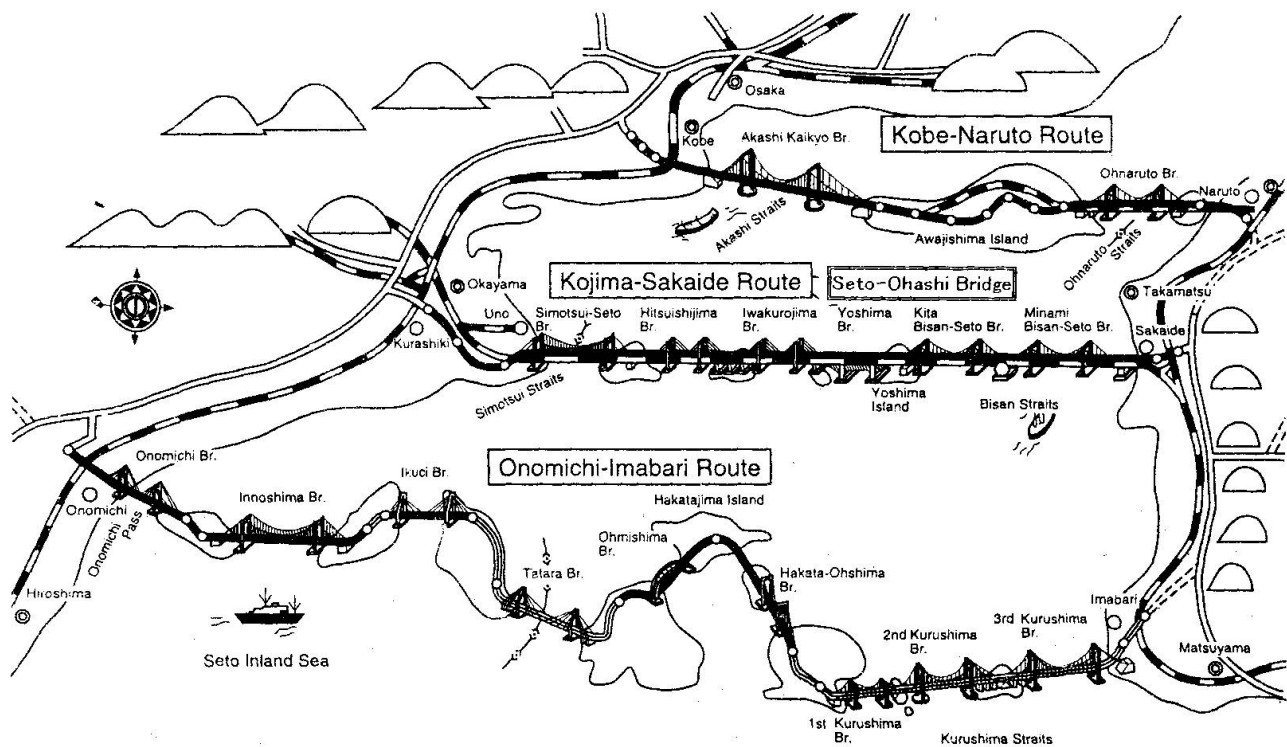 Osaka
Kobe
Akashi Kaikyo Br.
Kobe-Naruto Route
Ohnaruto Br.
Naruto
Akashi Straits
Awajishima Island
Ohnaruto
Straits
Okayama
Kojima-Sakaide Route
Seto-Ohashi Bridge
Takamatsu
Uno
Simotsui-Seto
Br.
Hitsuishijima
Br.
Iwakurojima
Br.
Yoshima
Br.
Kita
Bisan-Seto Br.
Minami
Bisan-Seto Br.
Sakaide
Kurashiki
Simotsui Straits
Yoshima
Island
Bisan Straits
Onomichi Br.
Ikuci Br.
Onomichi-Imabari Route
Innoshima Br.
Hakatajima Island
Onomichi
Onomichi
Pass
Ohmishima
Br.
Tatara Br.
Hakata-Ohshima
Br.
Hiroshima
Imabari
2nd Kurushima
Br.
3rd Kurushima
Br.
Seto Inland Sea
Matsuyama
1st Kurushima
Br.
Kurushima Straits